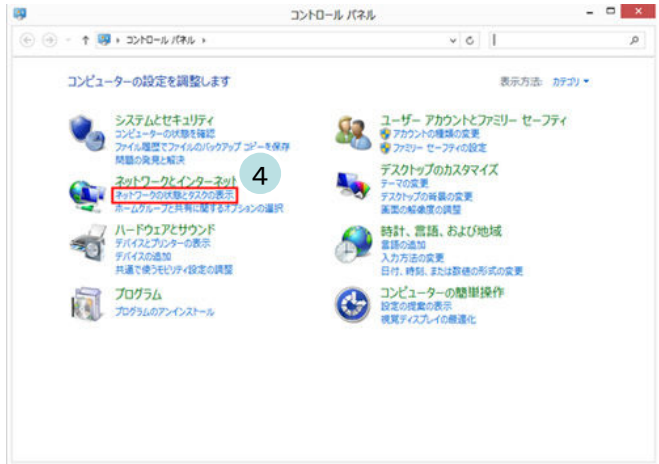 コントロール パネル
コントロール パネル
コンピューターの設定を調整します
表示方法: カテゴリ
システムとセキュリティ
コンピューターの状態を確認
ファイル履歴でファイルのバックアップ コピーを保存
問題の発見と解決
ネットワークとインターネット
4
ネットワークの状態とタスクの表示
ホームグループと共有に関するオプションの選択
ハードウェアとサウンド
デバイスとプリンターの表示
デバイスの追加
共通で使うモビリティ設定の調整
プログラム
プログラムのアンインストール
ユーザー アカウントとファミリー セーフティ
アカウントの種類の変更
ファミリー セーフティの設定
デスクトップのカスタマイズ
テーマの変更
デスクトップの背景の変更
画面の解像度の調整
時計、言語、および地域
言語の追加
入力方法の変更
日付、時刻、または数値の形式の変更
コンピューターの簡単操作
設定の提案の表示
視覚ディスプレイの最適化